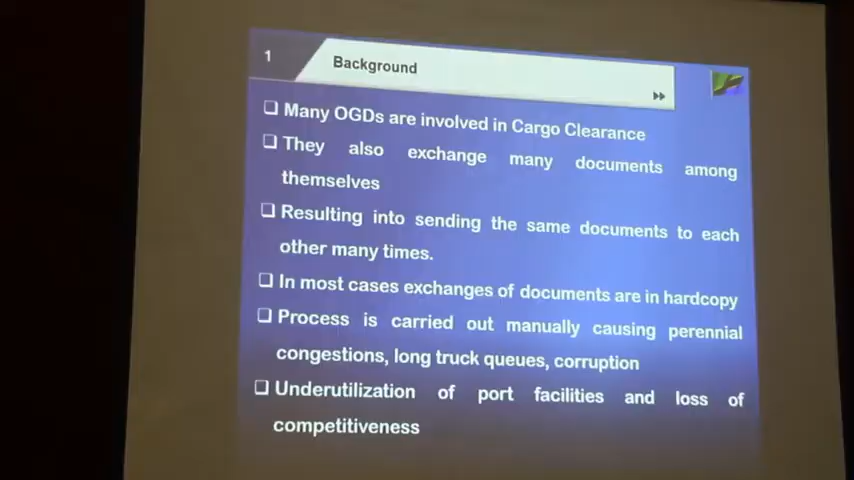 1
Background
Many OGDs are involved in Cargo Clearance
They also exchange many documents among
themselves
Resulting into sending the same documents to each
other many times.
In most cases exchanges of documents are in hardcopy
Process is carried out manually causing perennial
congestions, long truck queues, corruption
Underutilization of port facilities and loss of
competitiveness